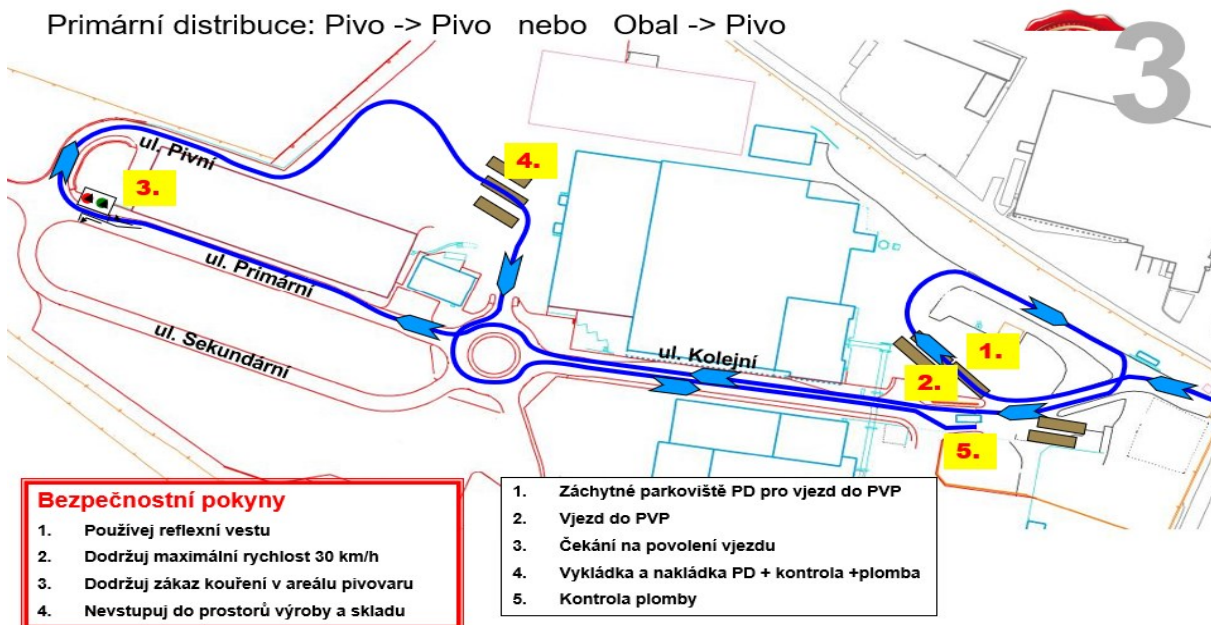 Primární distribuce: Pivo -> Pivo nebo Obal -> Pivo
3
ul. Pivní
4.
3.
ul. Primární
ul. Sekundární
ul. Kolejní
1.
2.
5.
Bezpečnostní pokyny
1. Používej reflexní vestu
2. Dodržuj maximální rychlost 30 km/h
3. Dodržuj zákaz kouření v areálu pivovaru
4. Nevstupuj do prostorů výroby a skladu
1. Záchytné parkoviště PD pro vjezd do PVP
2. Vjezd do PVP
3. Čekání na povolení vjezdu
4. Vykládka a nakládka PD + kontrola +plomba
5. Kontrola plomby